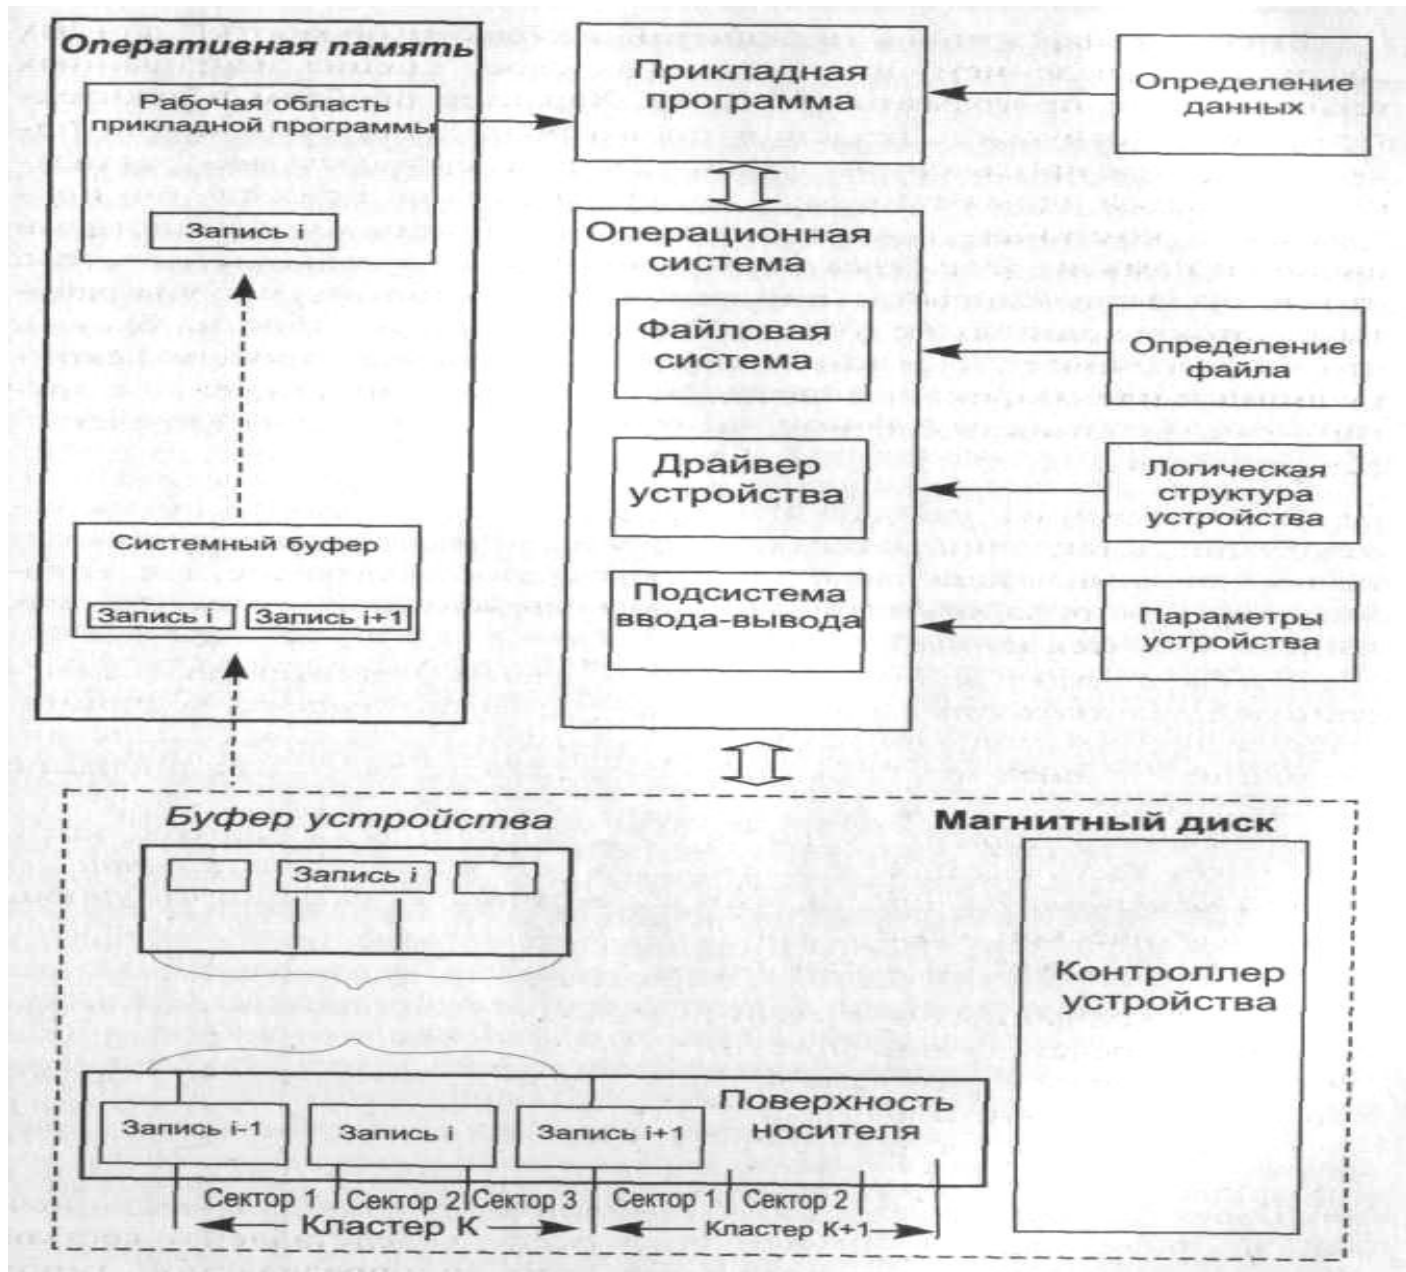 Оперативная память
Рабочая область
прикладной программы
Запись i
Системный буфер
Запись i
Запись i+1
Прикладная
программа
Определение
данных
Операционная
система
Файловая
система
Определение
файла
Драйвер
устройства
Логическая
структура
устройства
Подсистема
ввода-вывода
Параметры
устройства
Буфер устройства
Запись i
Магнитный диск
Контроллер
устройства
Поверхность
носителя
Запись i-1
Запись i
Запись i+1
Сектор 1
Сектор 2
Сектор 3
Сектор 1
Сектор 2
Кластер К
Кластер К+1